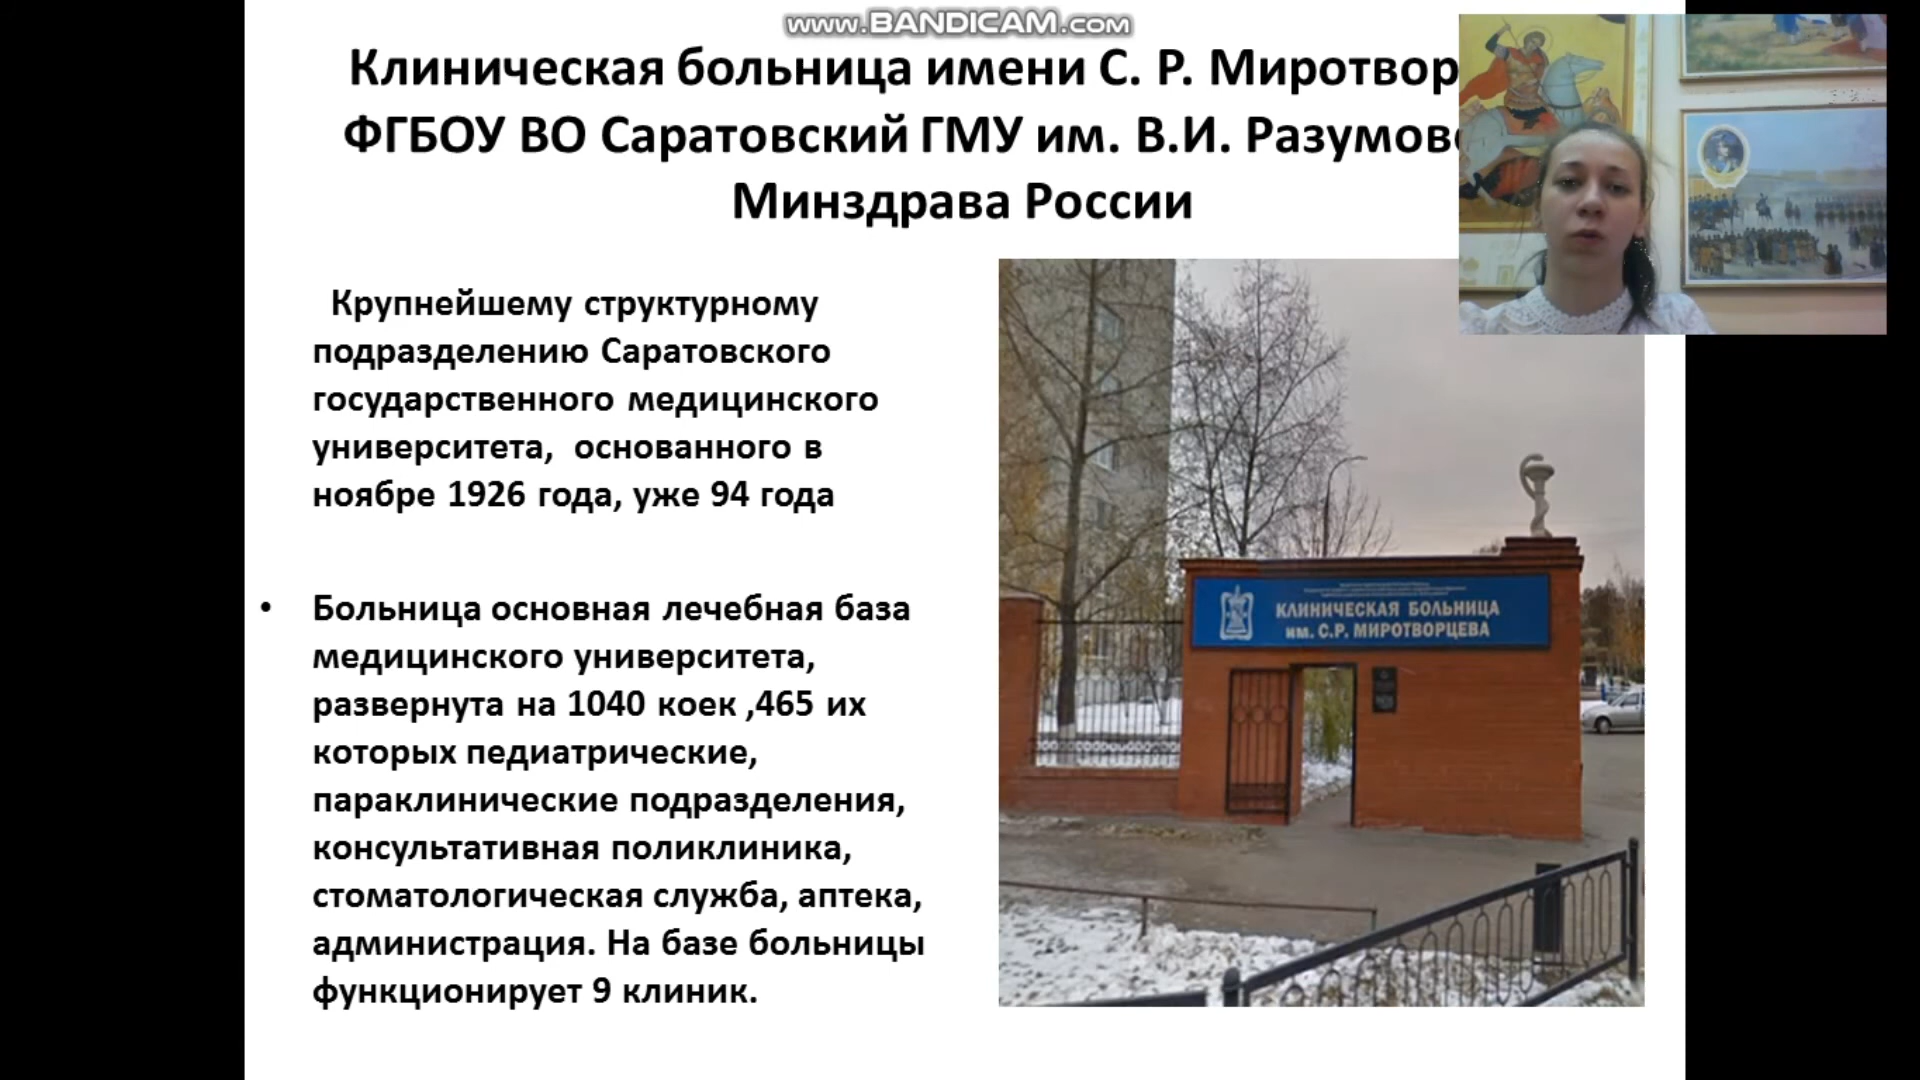 www.BANDICAM.com
Клиническая больница имени С. Р. Миротвор
ФГБОУ ВО Саратовский ГМУ им. В.И. Разумов
Минздрава России
Крупнейшему структурному
подразделению Саратовского
государственного медицинского
университета, основанного в
ноябре 1926 года, уже 94 года
• Больница основная лечебная база
медицинского университета,
развернута на 1040 коек ,465 их
которых педиатрические,
параклинические подразделения,
консультативная поликлиника,
стоматологическая служба, аптека,
администрация. На базе больницы
функционирует 9 клиник.
КЛИНИЧЕСКАЯ БОЛЬНИЦА
им. С.Р. МИРОТВОРЦЕВА